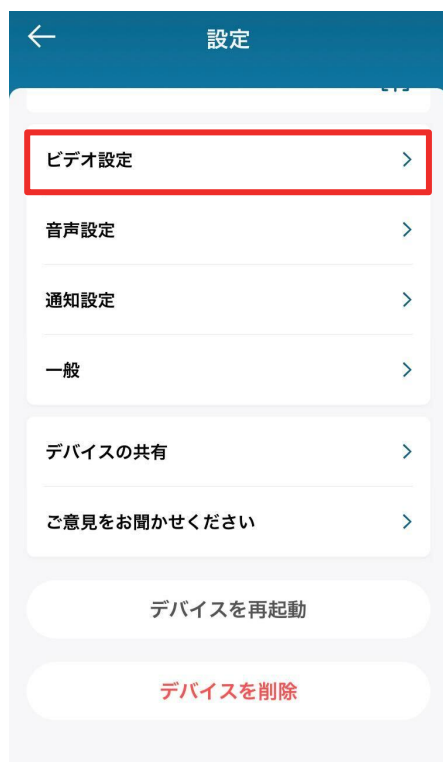 設定
ビデオ設定
音声設定
通知設定
一般
デバイスの共有
ご意見をお聞かせください
デバイスを再起動
デバイスを削除